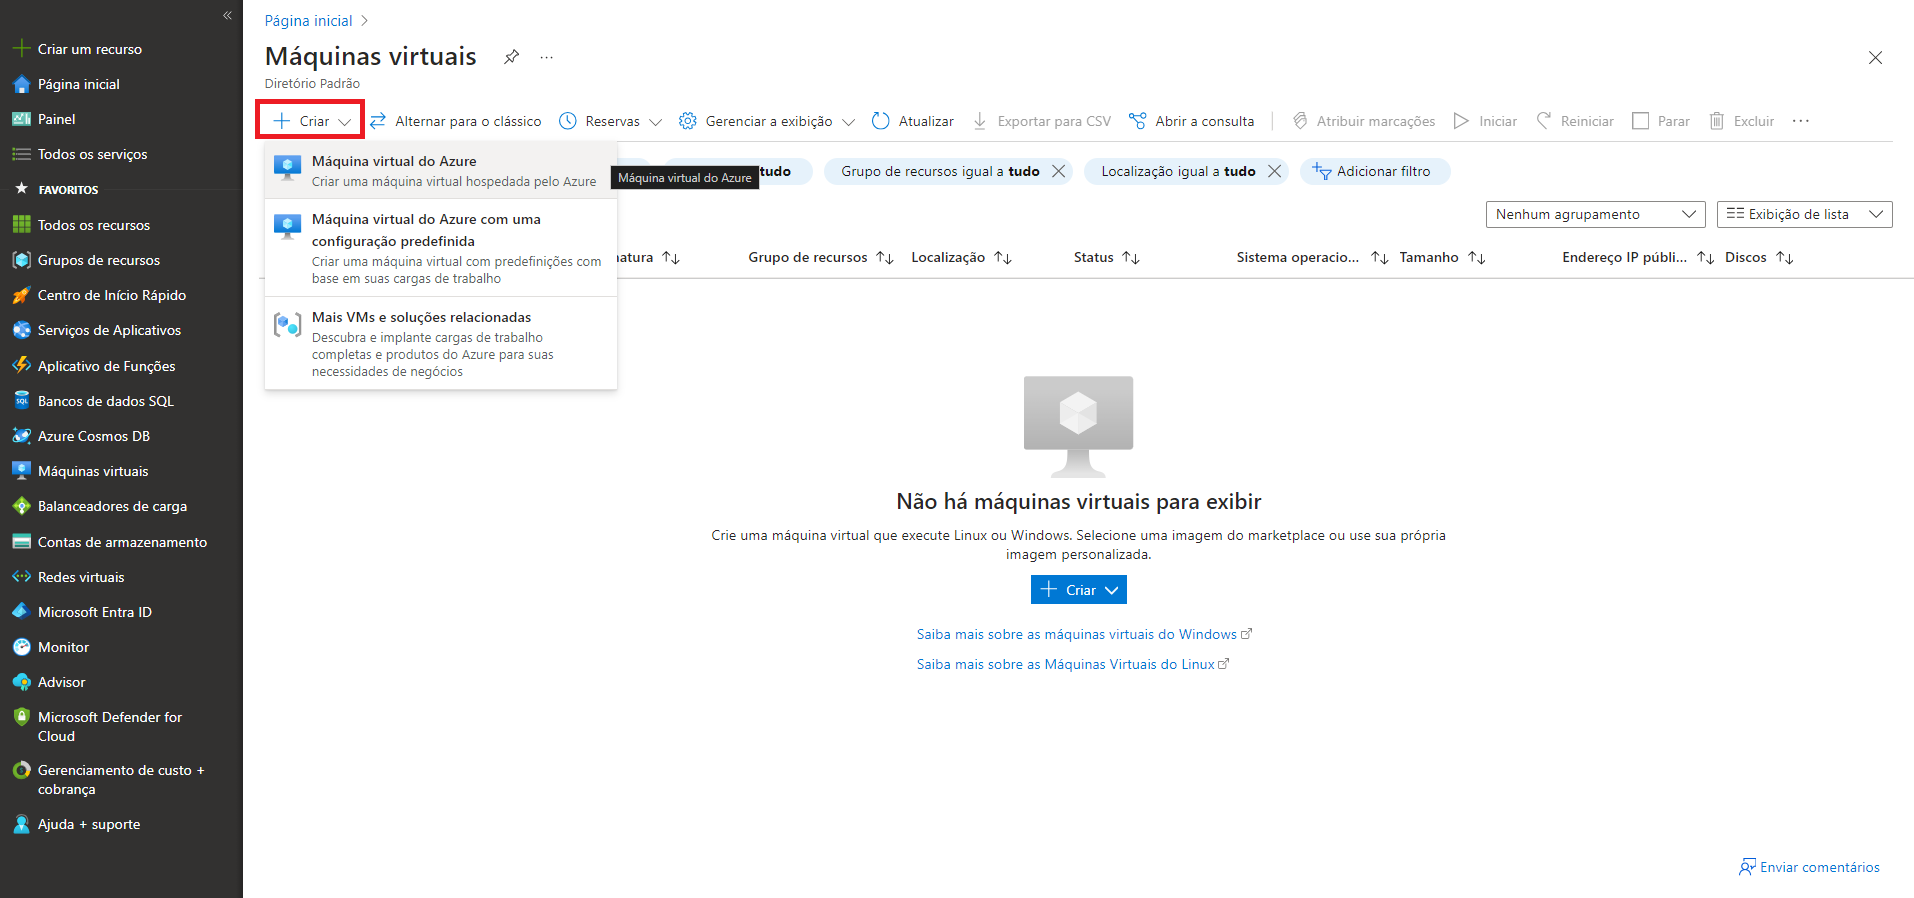 Criar um recurso
Página inicial
Painel
Todos os serviços
FAVORITOS
Todos os recursos
Grupos de recursos
Centro de Início Rápido
Serviços de Aplicativos
Aplicativo de Funções
SQL
Bancos de dados SQL
Azure Cosmos DB
Máquinas virtuais
Balanceadores de carga
Contas de armazenamento
Redes virtuais
Microsoft Entra ID
Monitor
Advisor
Microsoft Defender for
Cloud
Gerenciamento de custo +
cobrança
Ajuda + suporte
Página inicial
Máquinas virtuais
Diretório Padrão
Criar Alternar para o clássico Reservas Gerenciar a exibição Atualizar Exportar para CSV Abrir a consulta Atribuir marcações Iniciar Reiniciar Parar Excluir
Máquina virtual do Azure
Criar uma máquina virtual hospedada pelo Azure
Máquina virtual do Azure com uma
configuração predefinida
Criar uma máquina virtual com predefinições com
base em suas cargas de trabalho
Mais VMs e soluções relacionadas
Descubra e implante cargas de trabalho
completas e produtos do Azure para suas
necessidades de negócios
Máquina virtual do Azure
tudo Grupo de recursos igual a tudo Localização igual a tudo Adicionar filtro
Nenhum agrupamento Exibição de lista
natura Grupo de recursos Localização Status Sistema operacio... Tamanho Endereço IP públi... Discos
Não há máquinas virtuais para exibir
Crie uma máquina virtual que execute Linux ou Windows. Selecione uma imagem do marketplace ou use sua própria
imagem personalizada.
Criar
Saiba mais sobre as máquinas virtuais do Windows
Saiba mais sobre as Máquinas Virtuais do Linux
Enviar comentários